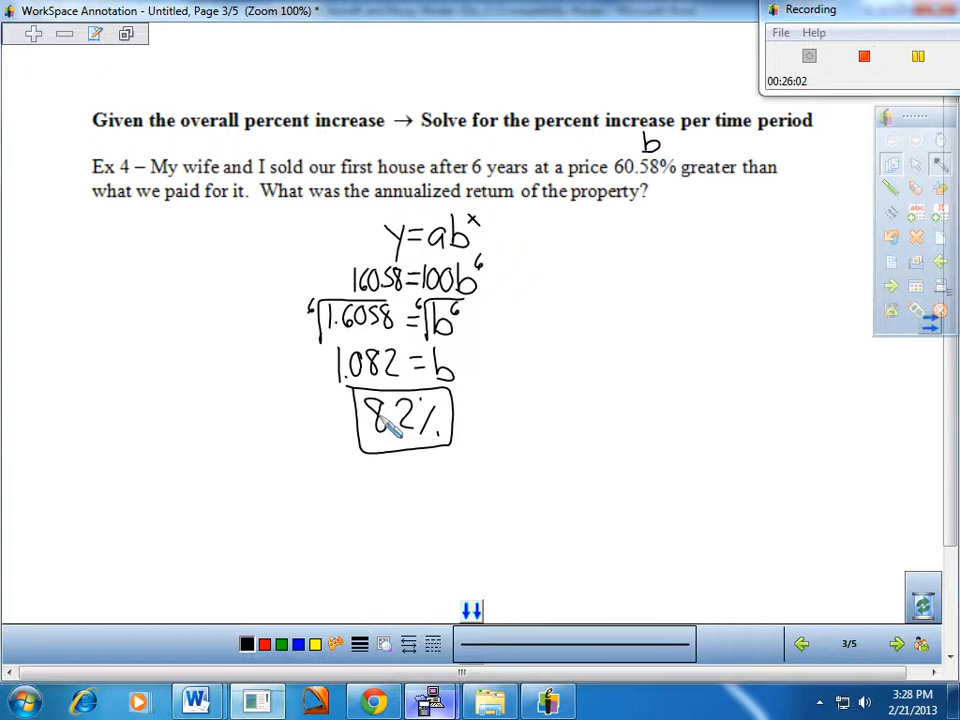 WorkSpace Annotation - Untitled, Page 3/5 (Zoom 100%) *
Recording
File Help
00:26:02
Given the overall percent increase → Solve for the percent increase per time period
b
Ex 4 – My wife and I sold our first house after 6 years at a price 60.58% greater than
what we paid for it. What was the annualized return of the property?
y=ab^x
160.58=100b^6
⁶√1.6058 = ⁶√b^6
1.082 = b
8.2%
3/5
3:28 PM
2/21/2013